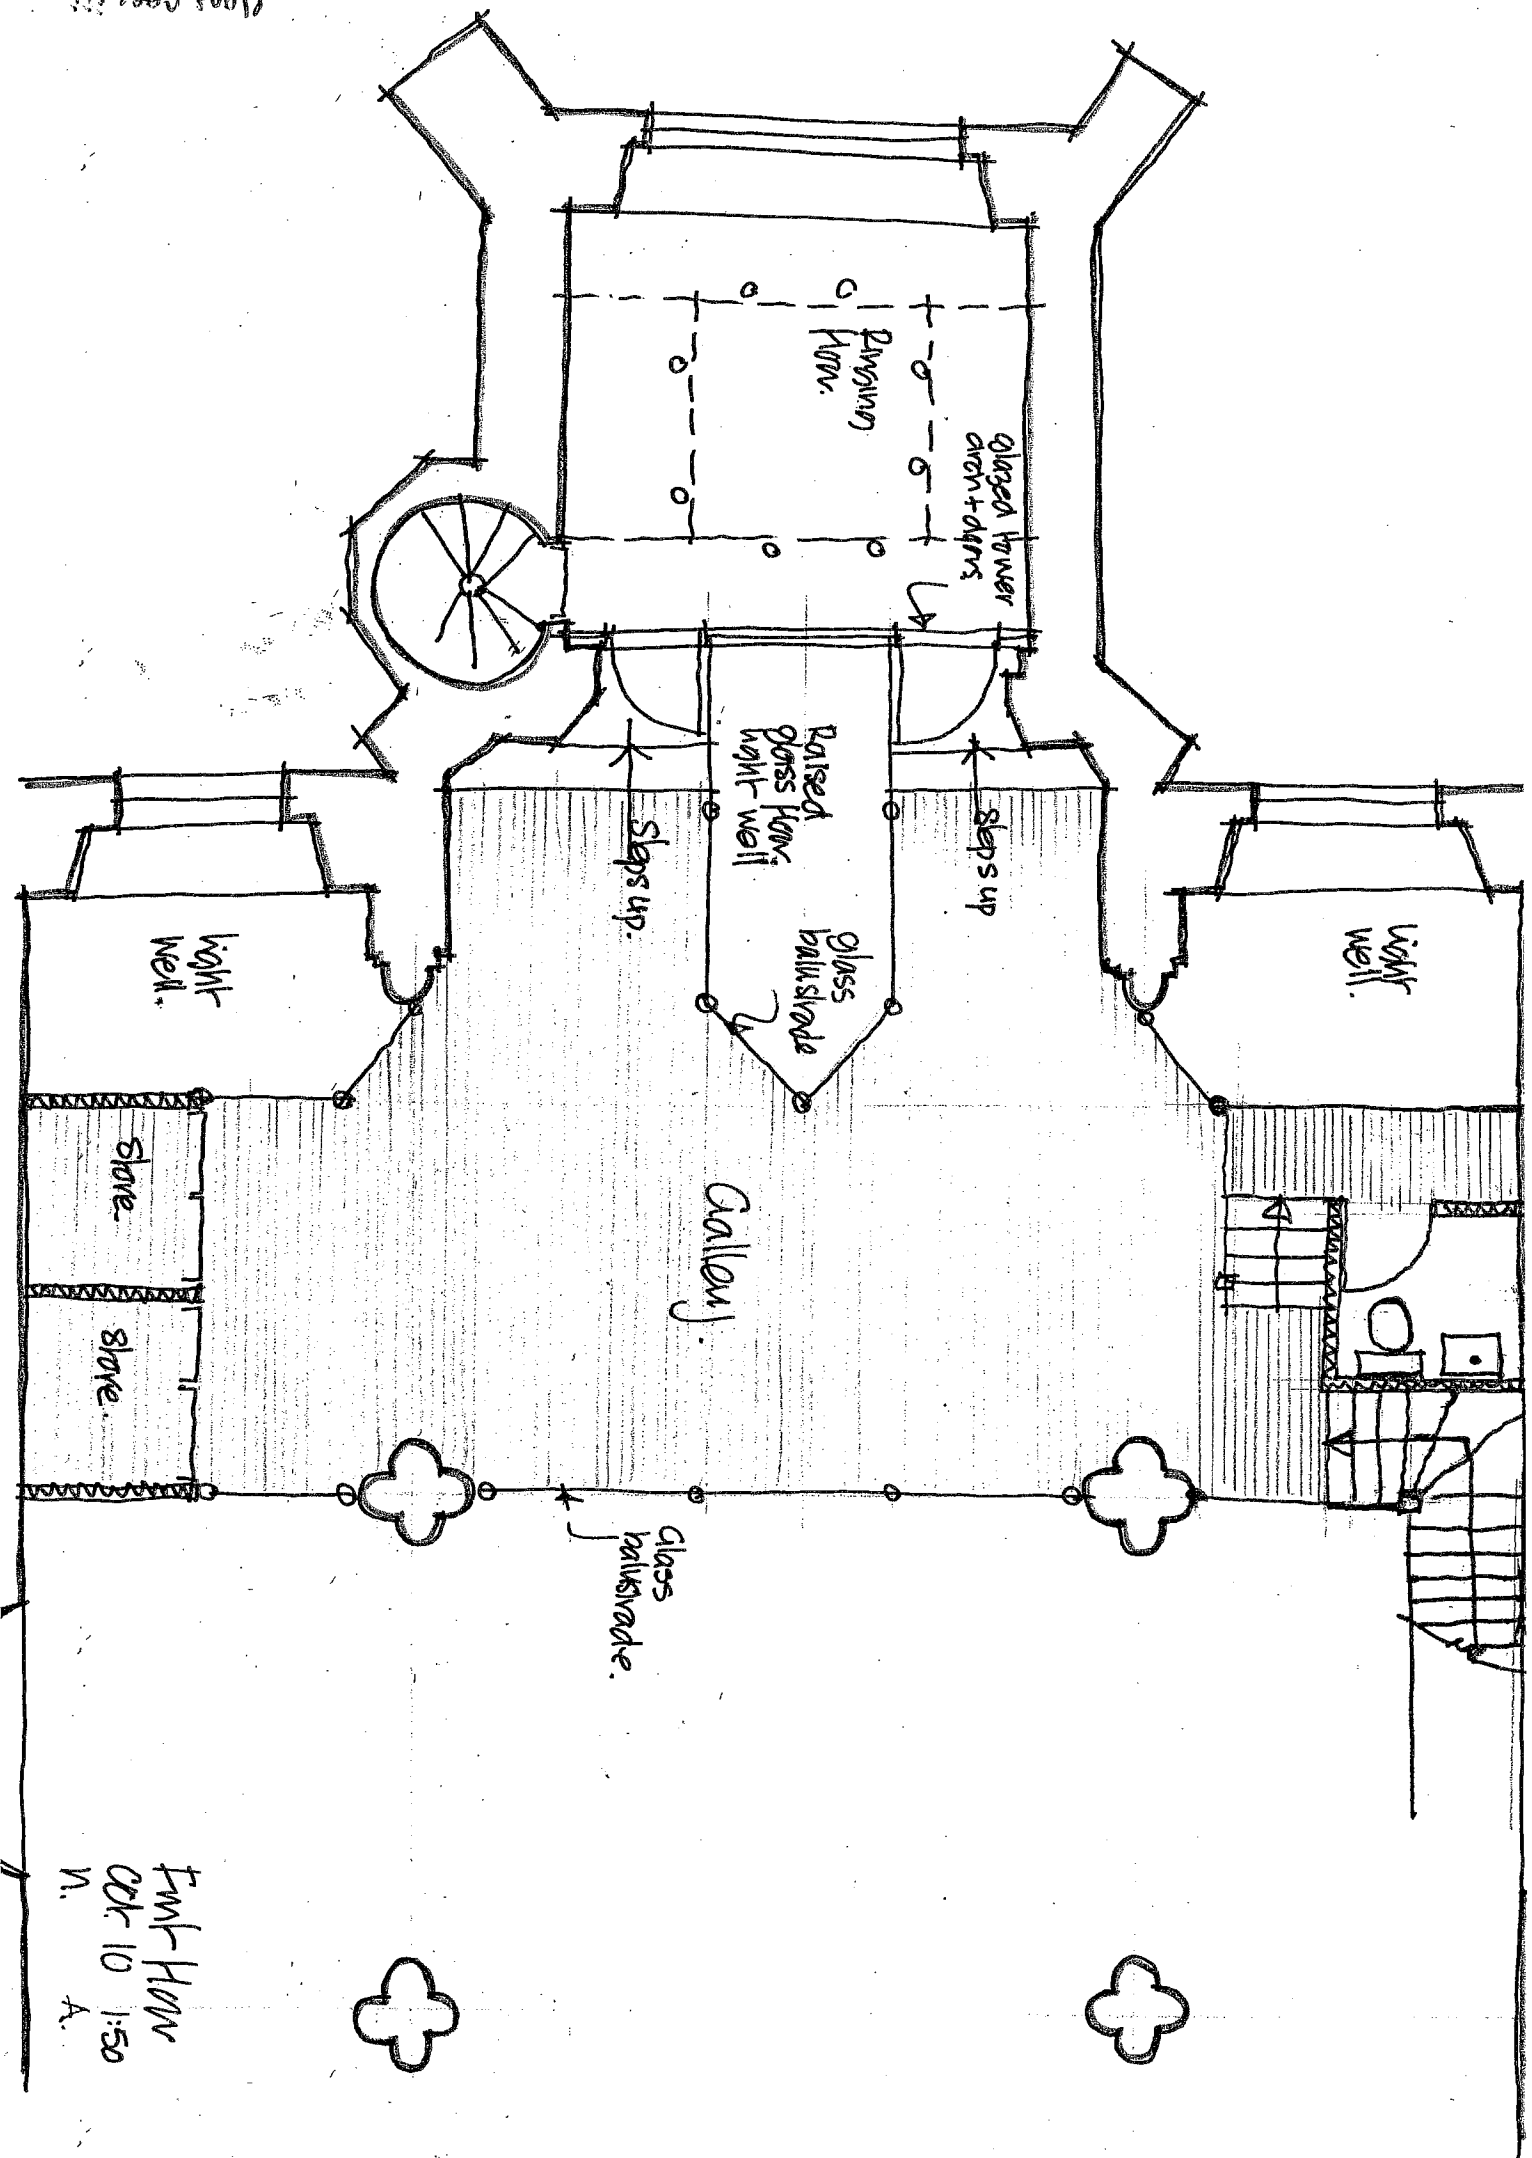 Ringing
floor.
glazed tower
arch + doors
Raised
glass floor.
light well
Steps up
Steps up.
glass
balustrade
light
well.
light
well.
Store.
Store.
Gallery.
Glass
balustrade.
First Floor
Oct 10 1:50
N. A.